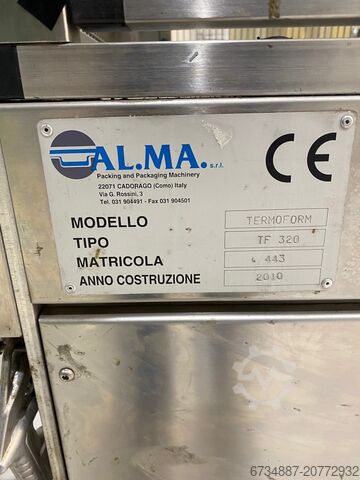 AL.MA. s.r.l.
Packing and Packaging Machinery
22071 CADORAGO (Como) Italy
Via G. Rossini, 3
Tel. 031 904491 - Fax 031 904501
CE
MODELLO TERMOFORM
TIPO TF 320
MATRICOLA 443
ANNO COSTRUZIONE 2010
6734887-20772932